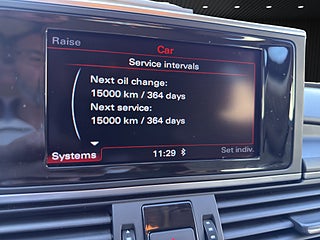 Raise
Car
Service intervals
Next oil change:
15000 km / 364 days
Next service:
15000 km / 364 days
Systems
11:29
Set indiv.